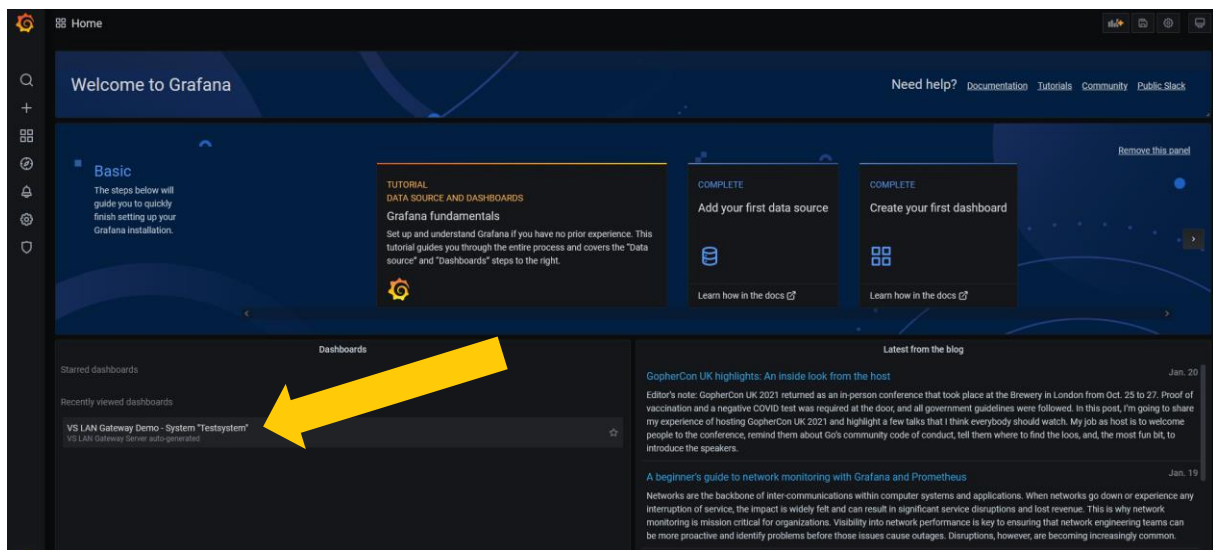 Home
Welcome to Grafana
Need help? Documentation Tutorials Community Public Slack
Remove this panel
Basic
The steps below will
guide you to quickly
finish setting up your
Grafana installation.
TUTORIAL
DATA SOURCE AND DASHBOARDS
Grafana fundamentals
Set up and understand Grafana if you have no prior experience. This
tutorial guides you through the entire process and covers the "Data
source" and "Dashboards" steps to the right.
COMPLETE
Add your first data source
Learn how in the docs
COMPLETE
Create your first dashboard
Learn how in the docs
Dashboards
Starred dashboards
Recently viewed dashboards
VS LAN Gateway Demo - System "Testsystem"
VS LAN Gateway Server auto-generated
Latest from the blog
GopherCon UK highlights: An inside look from the host
Jan. 20
Editor's note: GopherCon UK 2021 returned as an in-person conference that took place at the Brewery in London from Oct. 25 to 27. Proof of
vaccination and a negative COVID test was required at the door, and all government guidelines were followed. In this post, I'm going to share
my experience of hosting GopherCon UK 2021 and highlight a few talks that I think everybody should watch. My job as host is to welcome
people to the conference, remind them about Go's community code of conduct, tell them where to find the loos, and, the most fun bit, to
introduce the speakers.
A beginner's guide to network monitoring with Grafana and Prometheus
Jan. 19
Networks are the backbone of inter-communications within computer systems and applications. When networks go down or experience any
interruption of service, the impact is widely felt and can result in significant service disruptions and lost revenue. This is why network
monitoring is mission critical for organizations. Visibility into network performance is key to ensuring that network engineering teams can
be more proactive and identify problems before those issues cause outages. Disruptions, however, are becoming increasingly common.